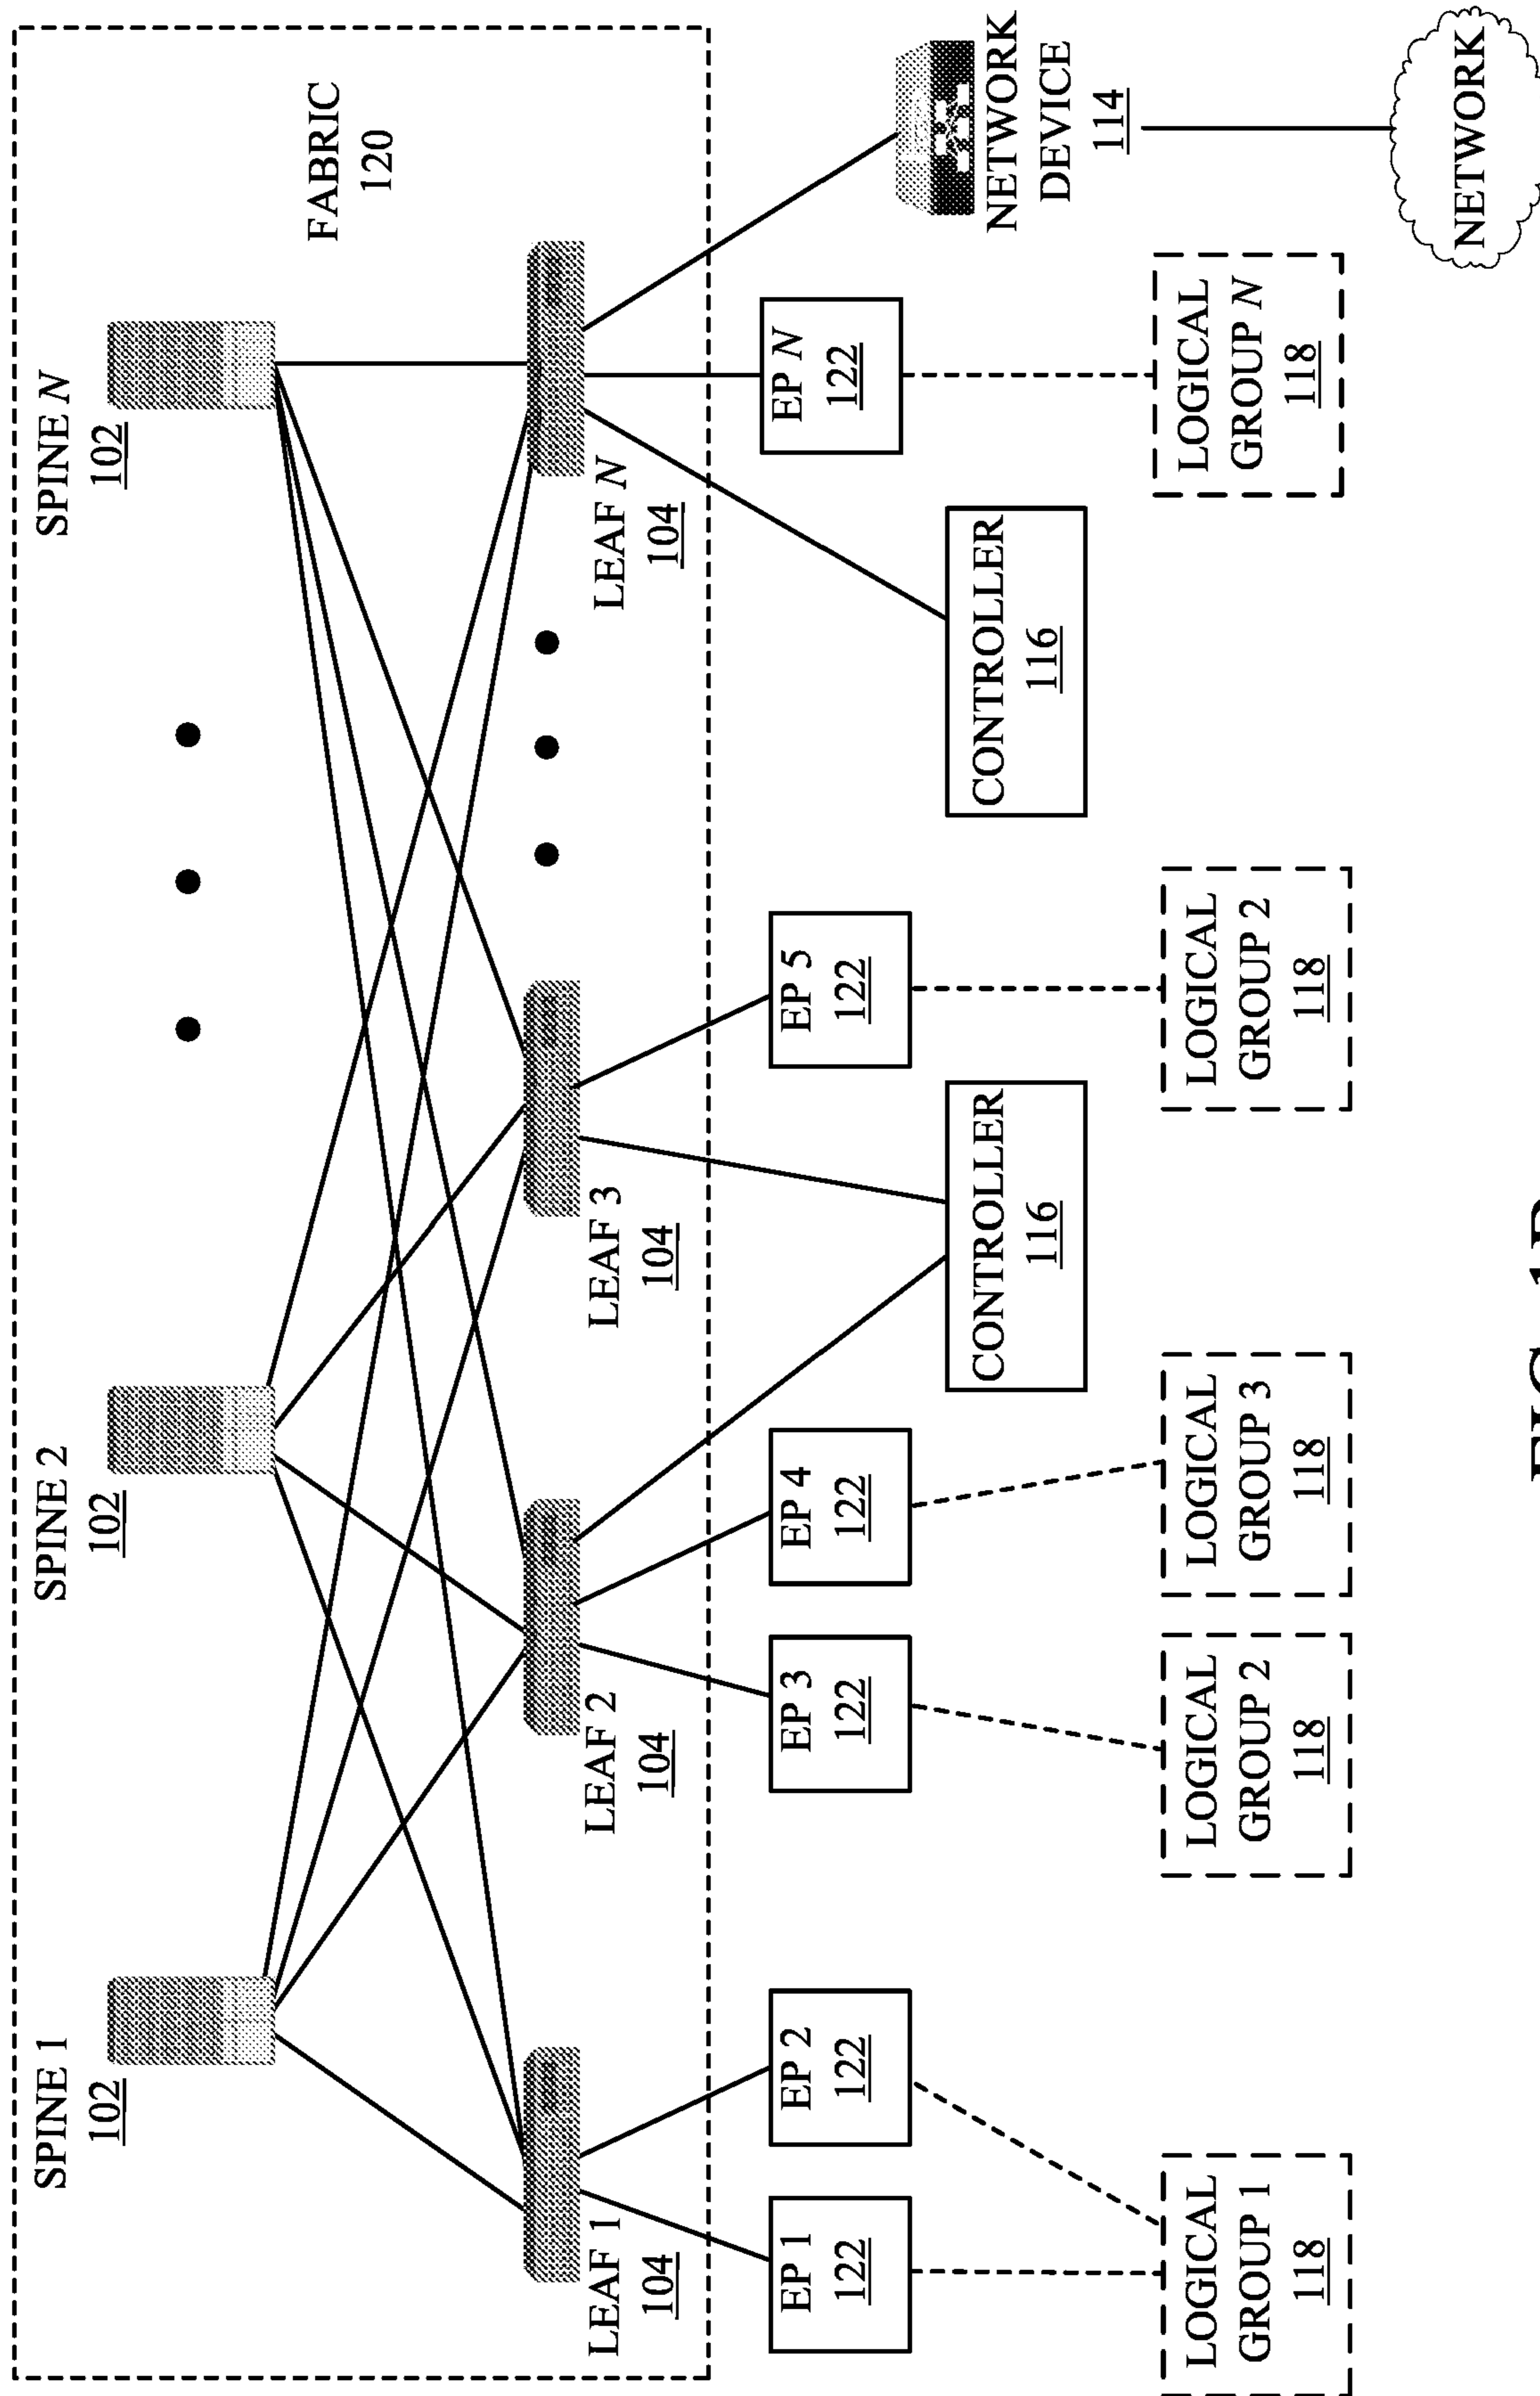 SPINE 1
102
SPINE 2
102
SPINE N
102
FABRIC
120
LEAF 1
104
LEAF 2
104
LEAF 3
104
LEAF N
104
EP 1
122
EP 2
122
EP 3
122
EP 4
122
EP 5
122
EP N
122
CONTROLLER
116
CONTROLLER
116
NETWORK
DEVICE
114
LOGICAL
GROUP 1
118
LOGICAL
GROUP 2
118
LOGICAL
GROUP 3
118
LOGICAL
GROUP 2
118
LOGICAL
GROUP N
118
NETWORK